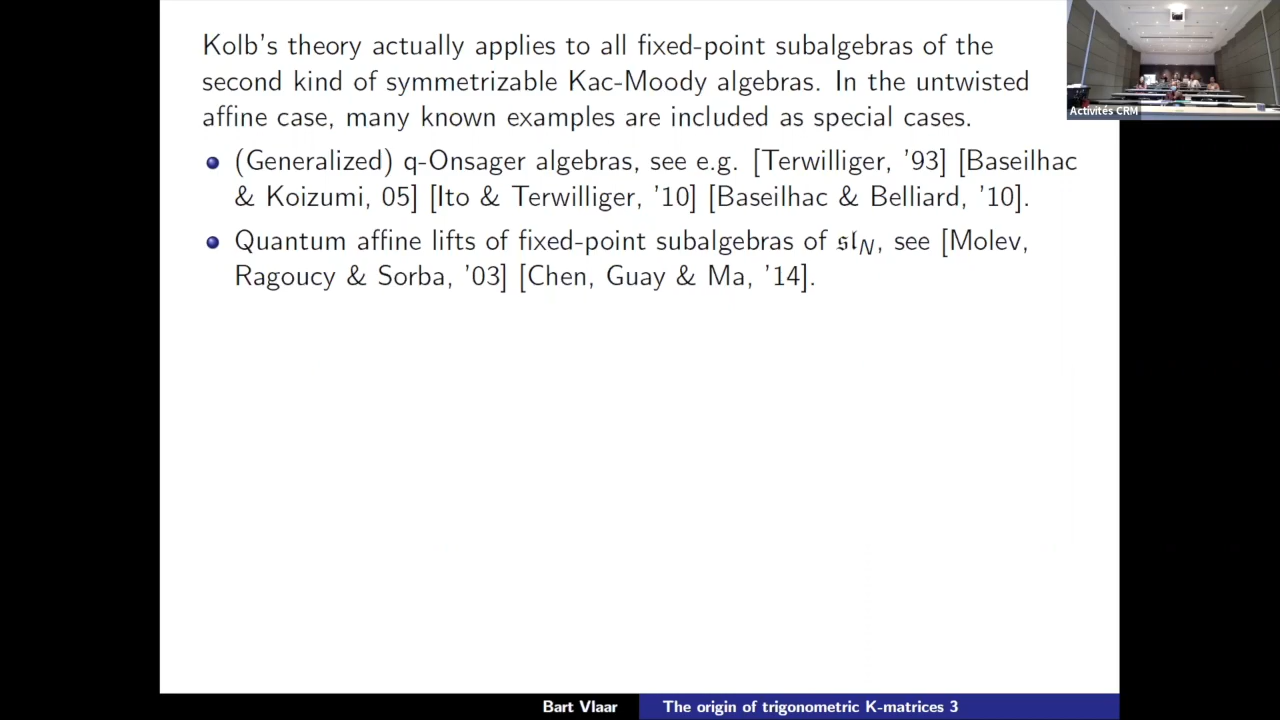 Kolb's theory actually applies to all fixed-point subalgebras of the
second kind of symmetrizable Kac-Moody algebras. In the untwisted
affine case, many known examples are included as special cases.
(Generalized) q-Onsager algebras, see e.g. [Terwilliger, '93] [Baseilhac
& Koizumi, 05] [Ito & Terwilliger, '10] [Baseilhac & Belliard, '10].
Quantum affine lifts of fixed-point subalgebras of 𝔰𝔩_N, see [Molev,
Ragoucy & Sorba, '03] [Chen, Guay & Ma, '14].
Activités CRM
Bart Vlaar The origin of trigonometric K-matrices 3